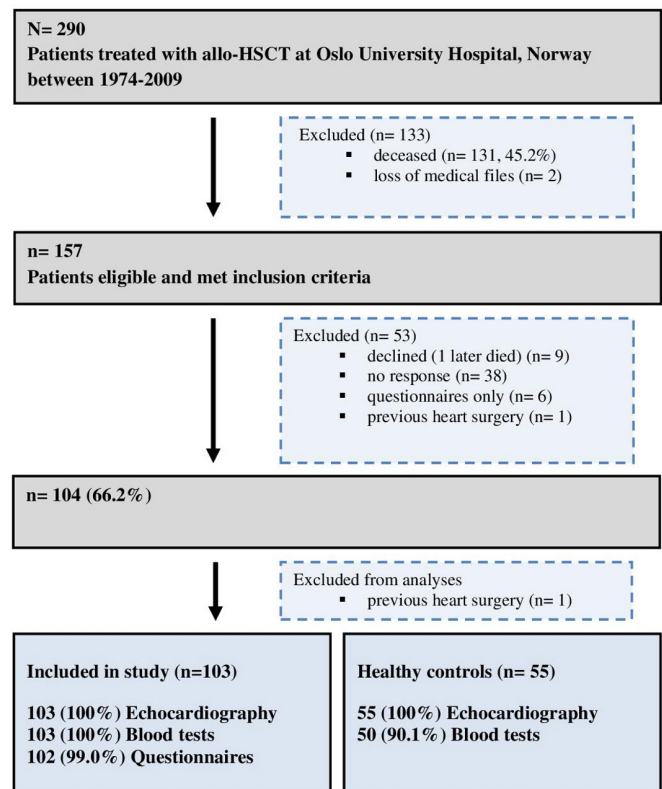 N= 290
Patients treated with allo-HSCT at Oslo University Hospital, Norway
between 1974-2009
Excluded (n= 133)
▪ deceased (n= 131, 45.2%)
▪ loss of medical files (n= 2)
n= 157
Patients eligible and met inclusion criteria
Excluded (n= 53)
▪ declined (1 later died) (n= 9)
▪ no response (n= 38)
▪ questionnaires only (n= 6)
▪ previous heart surgery (n= 1)
n= 104 (66.2%)
Excluded from analyses
▪ previous heart surgery (n= 1)
Included in study (n=103)
103 (100%) Echocardiography
103 (100%) Blood tests
102 (99.0%) Questionnaires
Healthy controls (n= 55)
55 (100%) Echocardiography
50 (90.1%) Blood tests